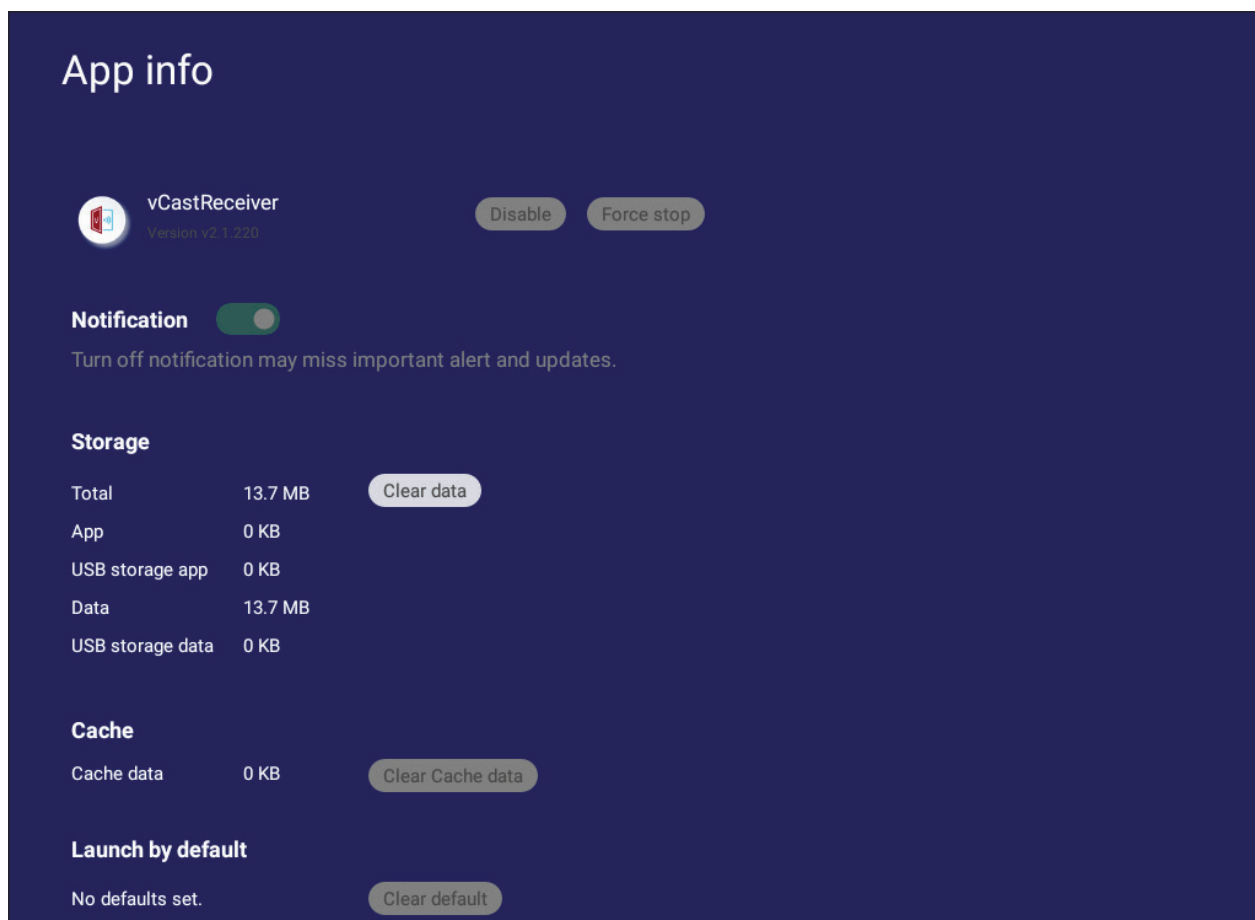 App info
vCastReceiver
Version v2.1.220
Disable
Force stop
Notification
Turn off notification may miss important alert and updates.
Storage
Total 13.7 MB Clear data
App 0 KB
USB storage app 0 KB
Data 13.7 MB
USB storage data 0 KB
Cache
Cache data 0 KB Clear Cache data
Launch by default
No defaults set. Clear default